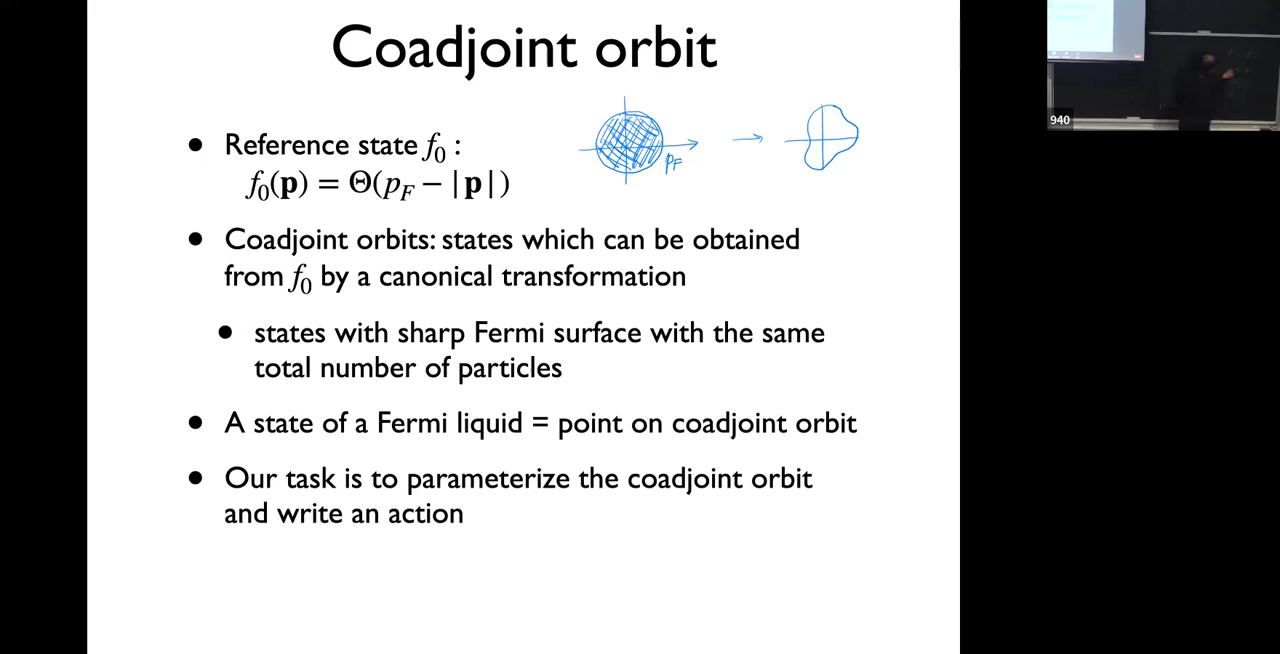 Coadjoint orbit
• Reference state f₀ :
f₀(𝐩) = Θ(p_F − |𝐩|)
p_F
• Coadjoint orbits: states which can be obtained
from f₀ by a canonical transformation
• states with sharp Fermi surface with the same
total number of particles
• A state of a Fermi liquid = point on coadjoint orbit
• Our task is to parameterize the coadjoint orbit
and write an action
940